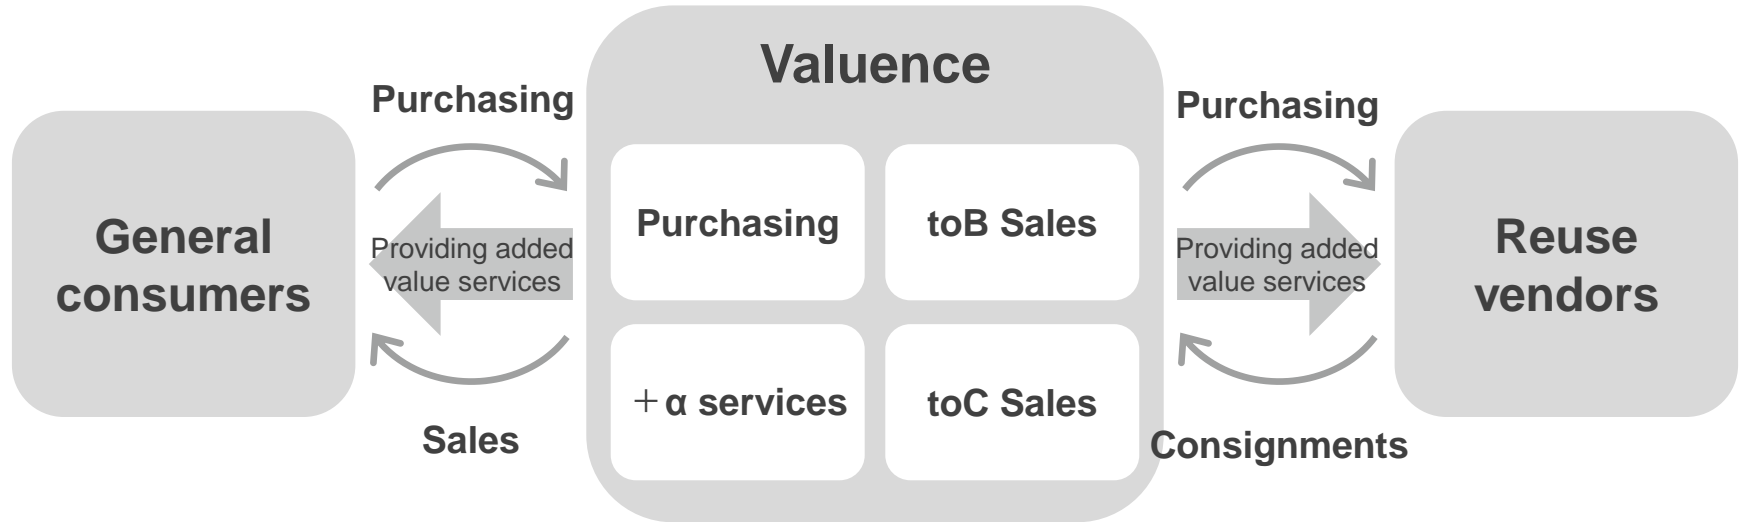 Valuence
Purchasing
Purchasing
General
consumers
Providing added
value services
Sales
Purchasing
toB Sales
＋α services
toC Sales
Providing added
value services
Consignments
Reuse
vendors